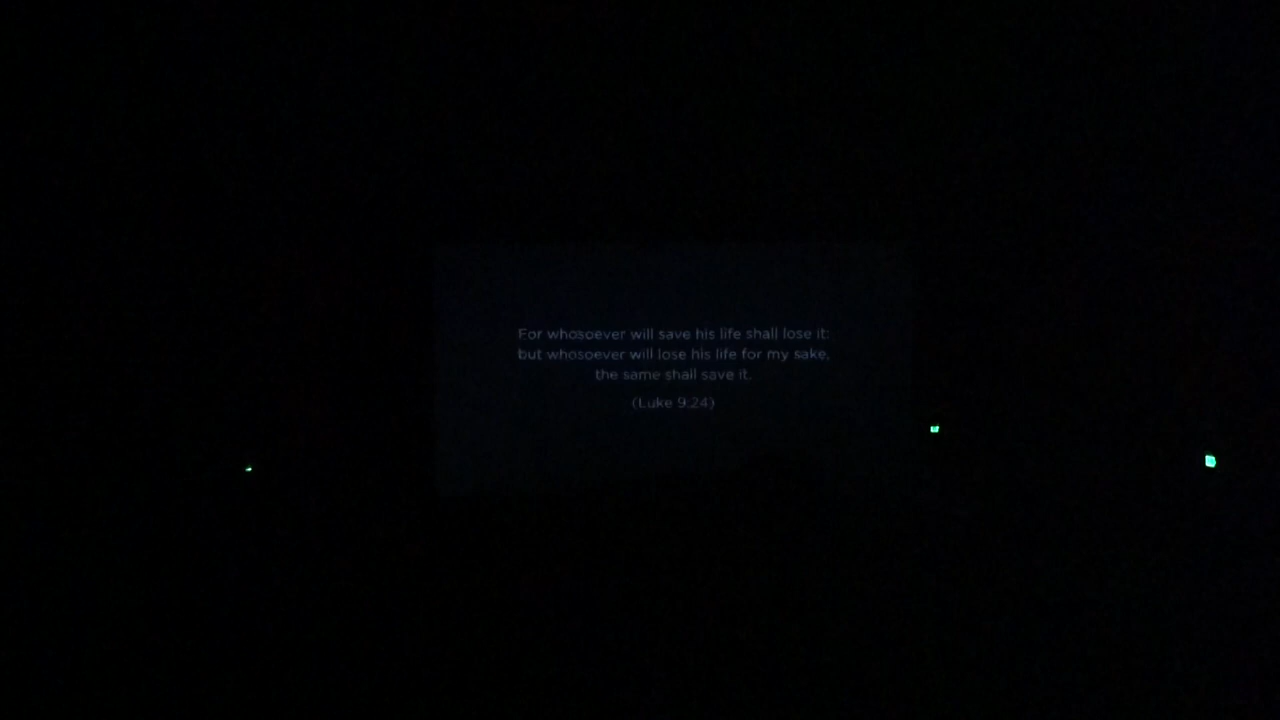 For whosoever will save his life shall lose it:
but whosoever will lose his life for my sake,
the same shall save it.
(Luke 9:24)